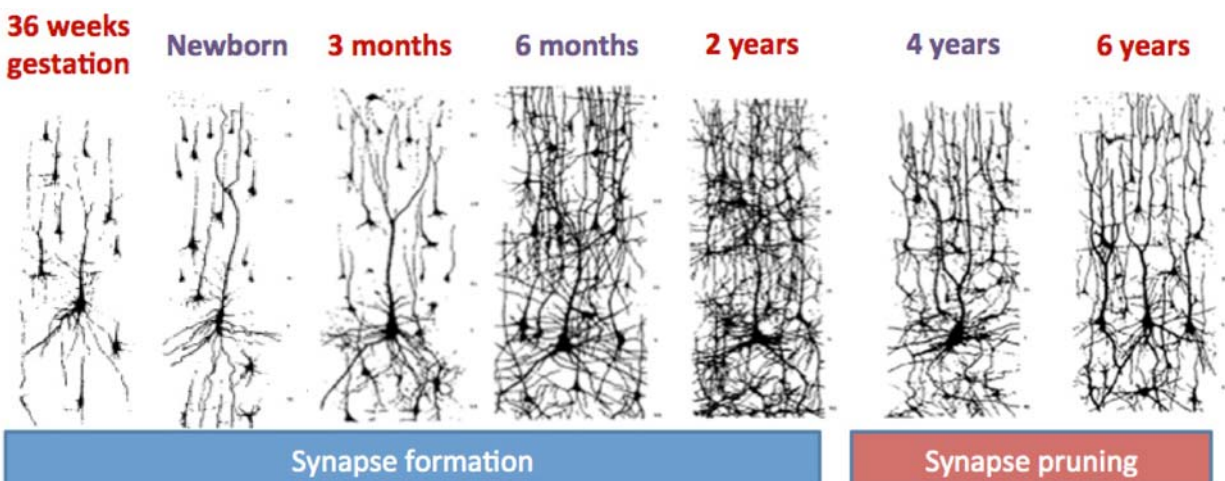 36 weeks
gestation
Newborn
3 months
6 months
2 years
4 years
6 years
Synapse formation
Synapse pruning